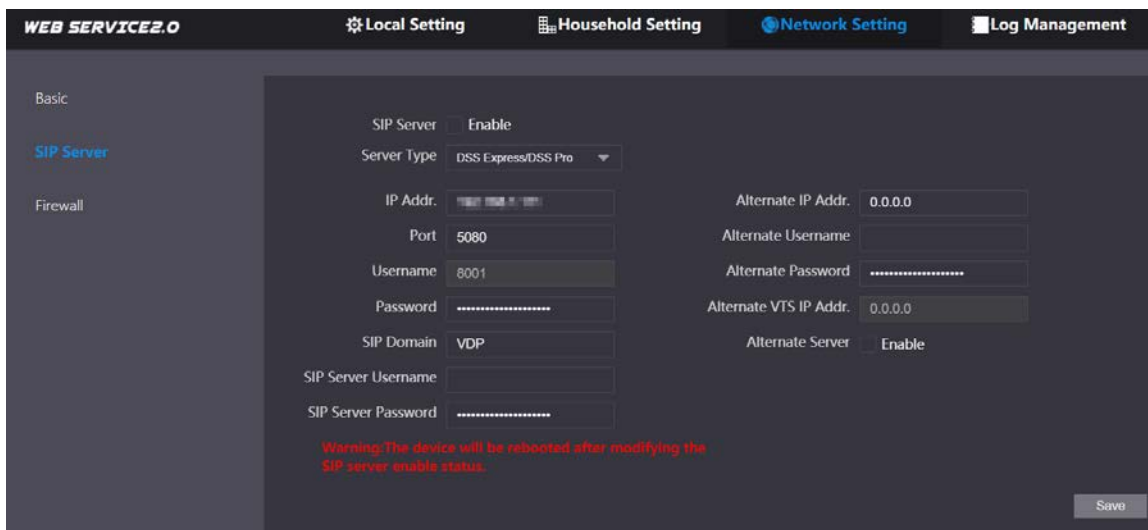 WEB SERVICE2.0
Local Setting
Household Setting
Network Setting
Log Management
Basic
SIP Server
Firewall
SIP Server Enable
Server Type DSS Express/DSS Pro
IP Addr.
Port 5080
Username 8001
Password ••••••••••••••••••••
SIP Domain VDP
SIP Server Username
SIP Server Password ••••••••••••••••••••
Warning:The device will be rebooted after modifying the
SIP server enable status.
Alternate IP Addr. 0.0.0.0
Alternate Username
Alternate Password ••••••••••••••••••••
Alternate VTS IP Addr. 0.0.0.0
Alternate Server Enable
Save